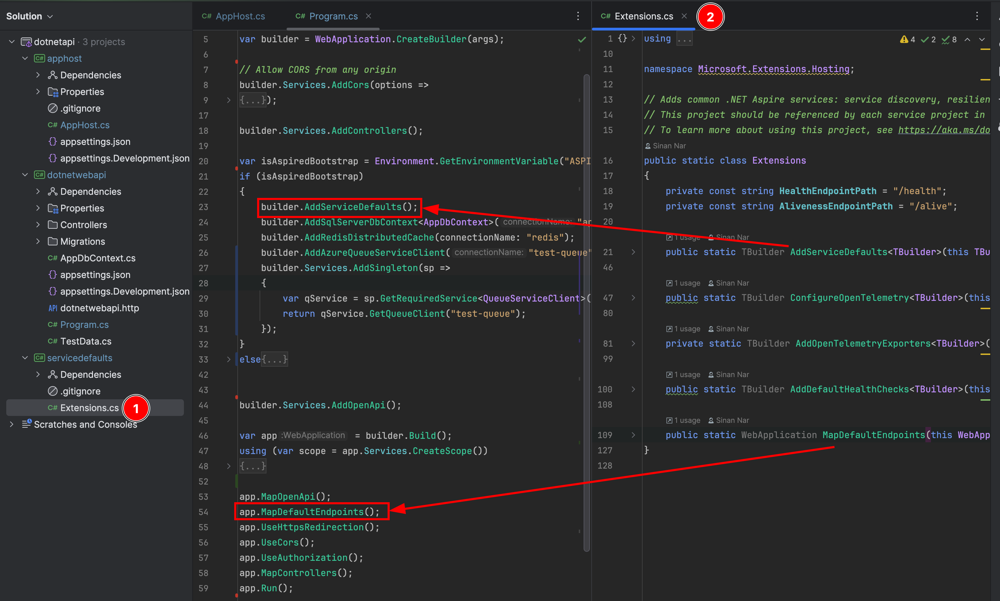 Solution
dotnetapi · 3 projects
C# apphost
Dependencies
Properties
.gitignore
C# AppHost.cs
{} appsettings.json
{} appsettings.Development.json
C# dotnetwebapi
Dependencies
Properties
Controllers
Migrations
C# AppDbContext.cs
{} appsettings.json
{} appsettings.Development.json
API dotnetwebapi.http
C# Program.cs
C# TestData.cs
C# servicedefaults
Dependencies
.gitignore
C# Extensions.cs 1
Scratches and Consoles
C# AppHost.cs
C# Program.cs
5 var builder = WebApplication.CreateBuilder(args);
6
7 // Allow CORS from any origin
8 builder.Services.AddCors(options =>
9 {...});
17
18 builder.Services.AddControllers();
19
20 var isAspiredBootstrap = Environment.GetEnvironmentVariable("ASPI
21 if (isAspiredBootstrap)
22 {
23 builder.AddServiceDefaults();
24 builder.AddSqlServerDbContext<AppDbContext>( connectionName: "ap
25 builder.AddRedisDistributedCache(connectionName: "redis");
26 builder.AddAzureQueueServiceClient( connectionName: "test-queue"
27 builder.Services.AddSingleton(sp =>
28 {
29 var qService = sp.GetRequiredService<QueueServiceClient>(
30 return qService.GetQueueClient("test-queue");
31 });
32 }
33 else{...}
42
43
44 builder.Services.AddOpenApi();
45
46 var app :WebApplication = builder.Build();
47 using (var scope = app.Services.CreateScope())
48 {...}
52
53 app.MapOpenApi();
54 app.MapDefaultEndpoints();
55 app.UseHttpsRedirection();
56 app.UseCors();
57 app.UseAuthorization();
58 app.MapControllers();
59 app.Run();
C# Extensions.cs 2
1 {} using ... 4 2 8
10
11 namespace Microsoft.Extensions.Hosting;
12
13 // Adds common .NET Aspire services: service discovery, resilien
14 // This project should be referenced by each service project in
15 // To learn more about using this project, see https://aka.ms/do
Sinan Nar
16 public static class Extensions
17 {
18 private const string HealthEndpointPath = "/health";
19 private const string AlivenessEndpointPath = "/alive";
20
1 usage Sinan Nar
21 public static TBuilder AddServiceDefaults<TBuilder>(this TBu
46
1 usage Sinan Nar
47 public static TBuilder ConfigureOpenTelemetry<TBuilder>(this
80
1 usage Sinan Nar
81 private static TBuilder AddOpenTelemetryExporters<TBuilder>(
99
1 usage Sinan Nar
100 public static TBuilder AddDefaultHealthChecks<TBuilder>(this
108
1 usage Sinan Nar
109 public static WebApplication MapDefaultEndpoints(this WebApp
127 }
128